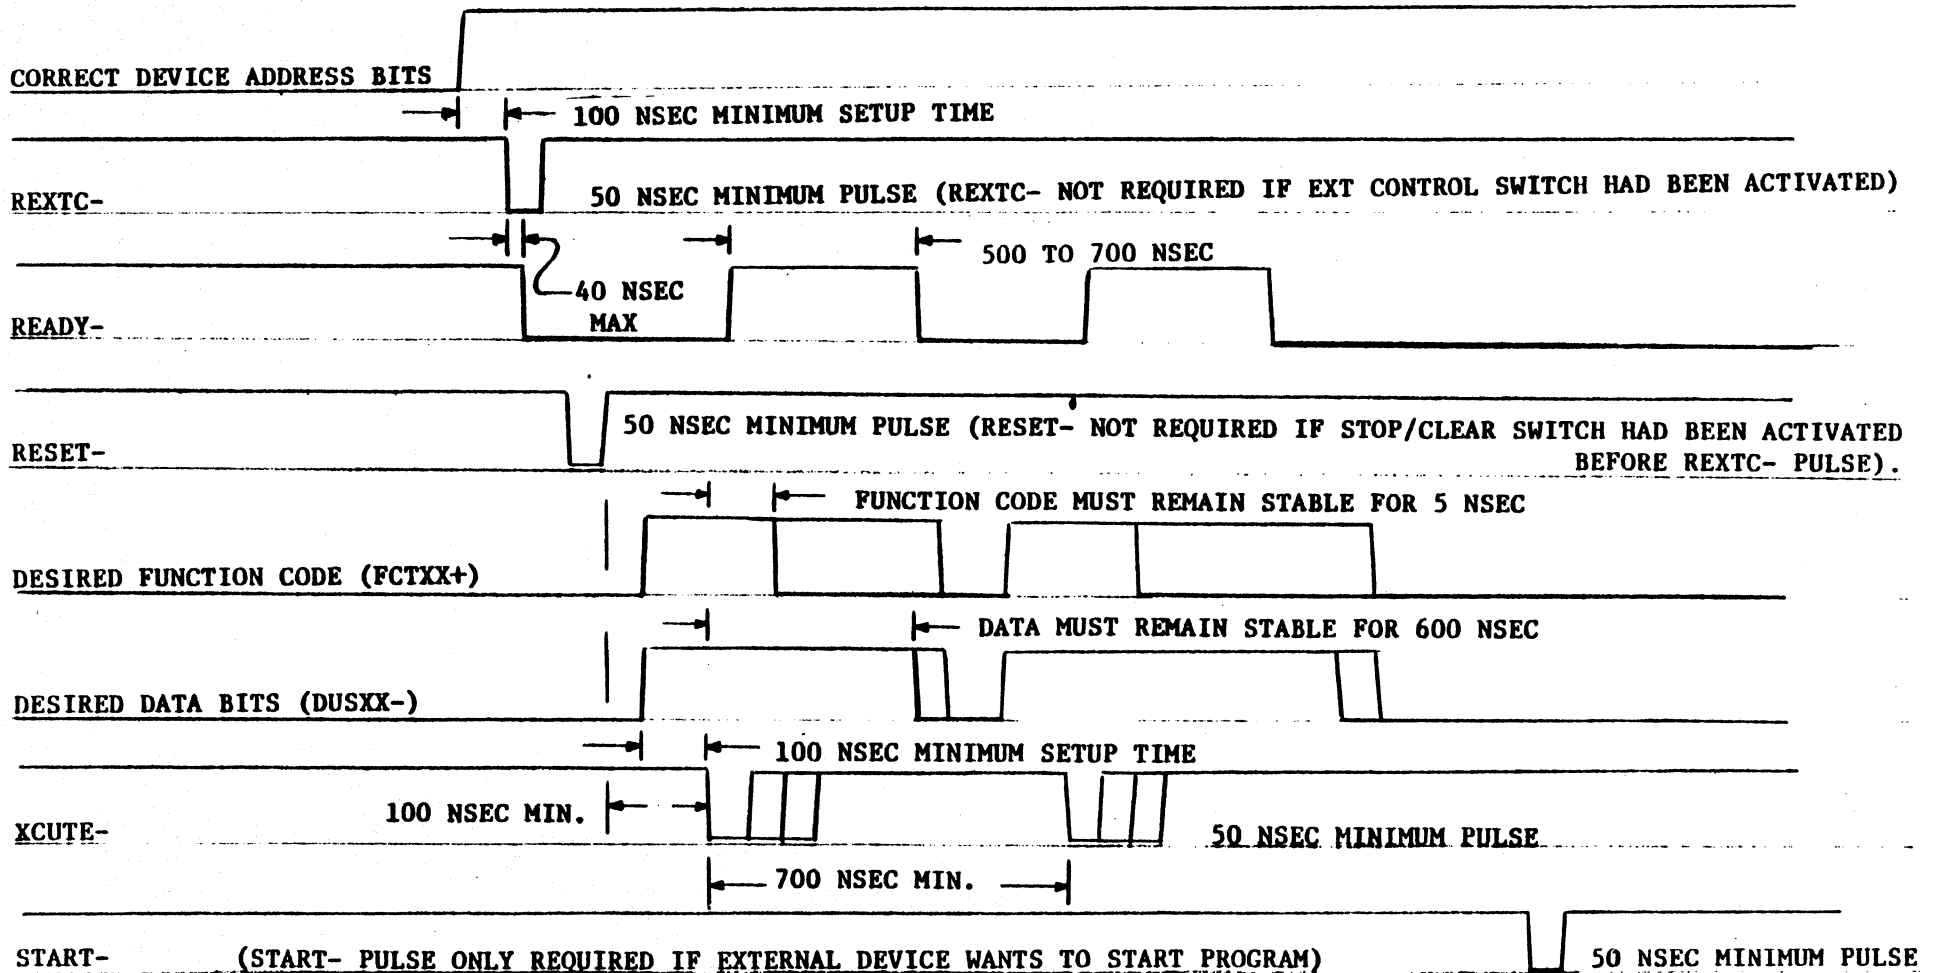 CORRECT DEVICE ADDRESS BITS
100 NSEC MINIMUM SETUP TIME
REXTC-
50 NSEC MINIMUM PULSE (REXTC- NOT REQUIRED IF EXT CONTROL SWITCH HAD BEEN ACTIVATED)
500 TO 700 NSEC
40 NSEC
MAX
READY-
50 NSEC MINIMUM PULSE (RESET- NOT REQUIRED IF STOP/CLEAR SWITCH HAD BEEN ACTIVATED
RESET-
BEFORE REXTC- PULSE).
FUNCTION CODE MUST REMAIN STABLE FOR 5 NSEC
DESIRED FUNCTION CODE (FCTXX+)
DATA MUST REMAIN STABLE FOR 600 NSEC
DESIRED DATA BITS (DUSXX-)
100 NSEC MINIMUM SETUP TIME
100 NSEC MIN.
XCUTE-
50 NSEC MINIMUM PULSE
700 NSEC MIN.
START-
(START- PULSE ONLY REQUIRED IF EXTERNAL DEVICE WANTS TO START PROGRAM)
50 NSEC MINIMUM PULSE